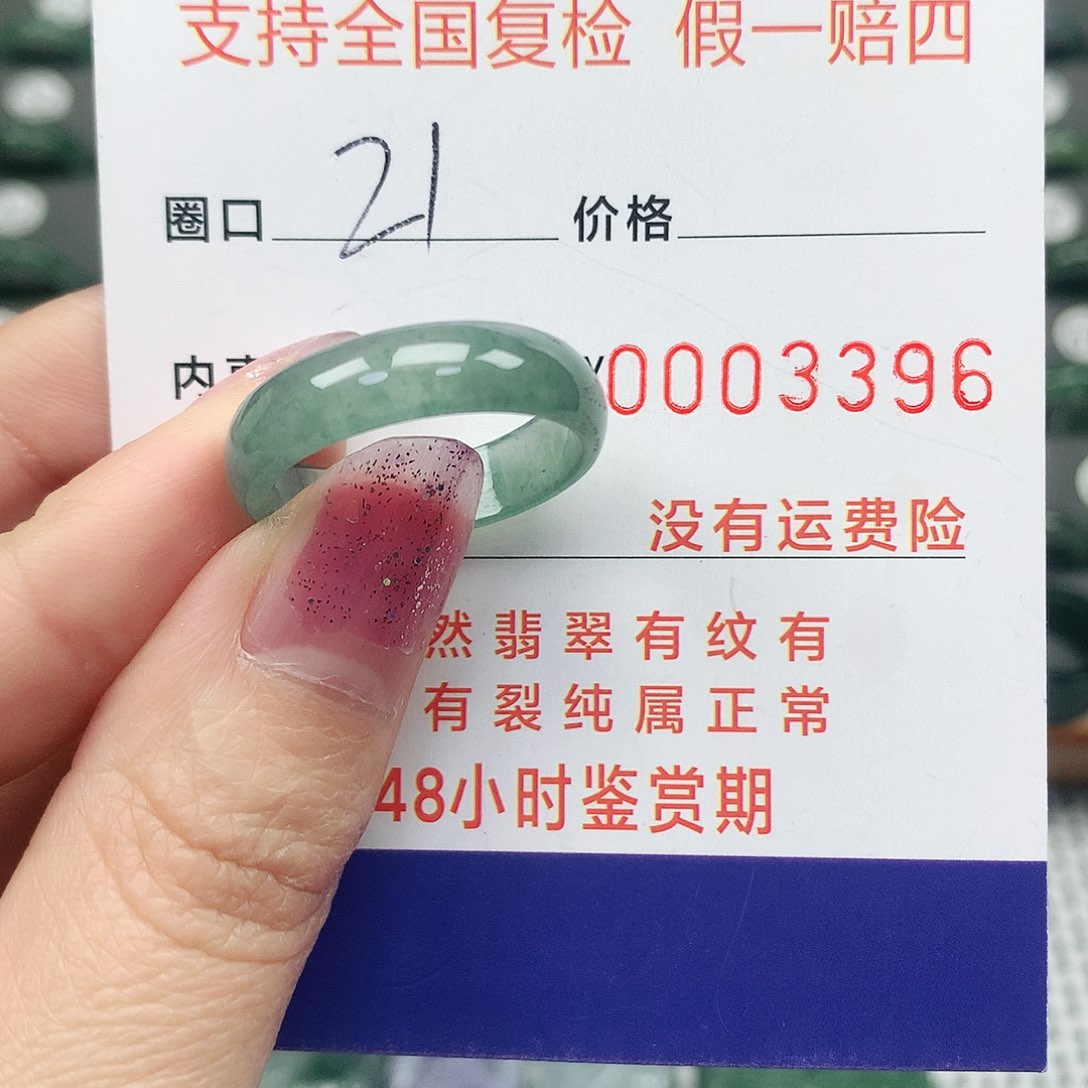 支持全国复检 假一赔四
圈口 21 价格
内 0003396
没有运费险
然翡翠有纹有
有裂纯属正常
48小时鉴赏期